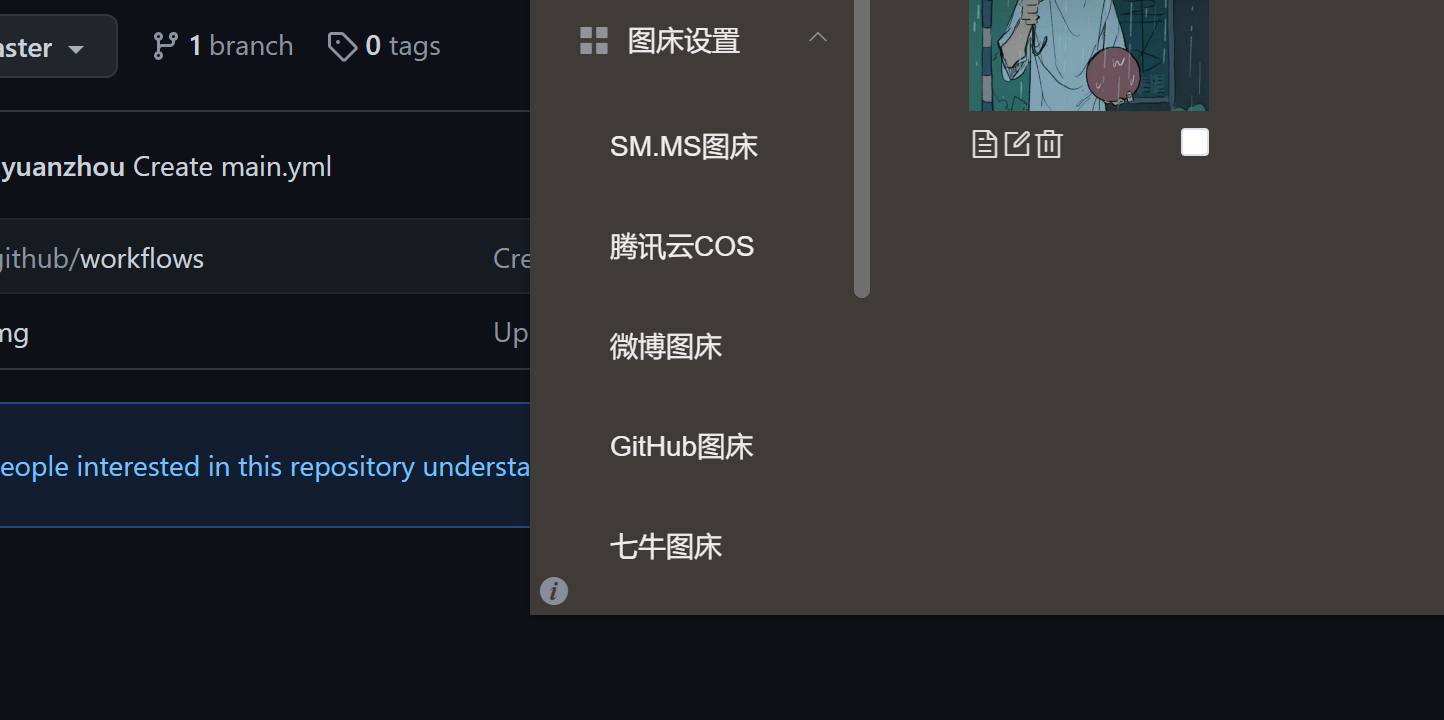 aster
1 branch
0 tags
yuanzhou Create main.yml
github/workflows
Cre
mg
Up
eople interested in this repository understa
图床设置
SM.MS图床
腾讯云COS
微博图床
GitHub图床
七牛图床